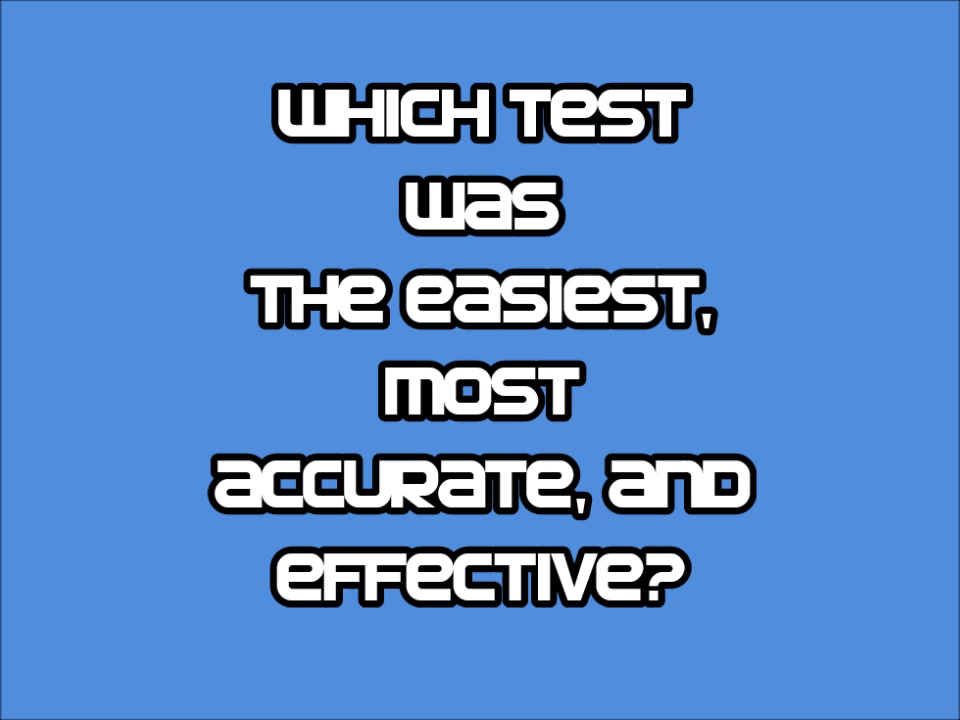 WHICH TEST
WAS
THE EASIEST,
MOST
ACCURATE, AND
EFFECTIVE?